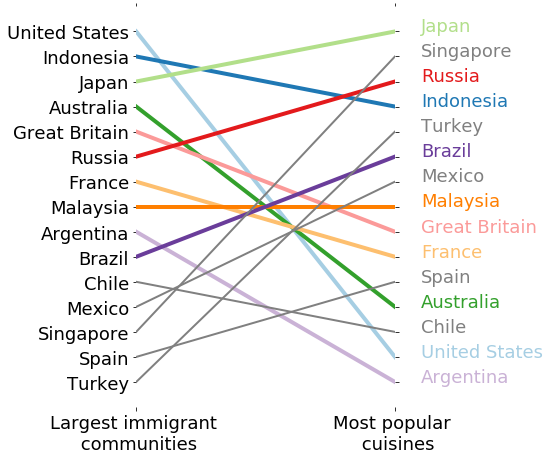 United States
Indonesia
Japan
Australia
Great Britain
Russia
France
Malaysia
Argentina
Brazil
Chile
Mexico
Singapore
Spain
Turkey
Japan
Singapore
Russia
Indonesia
Turkey
Brazil
Mexico
Malaysia
Great Britain
France
Spain
Australia
Chile
United States
Argentina
Largest immigrant
communities
Most popular
cuisines